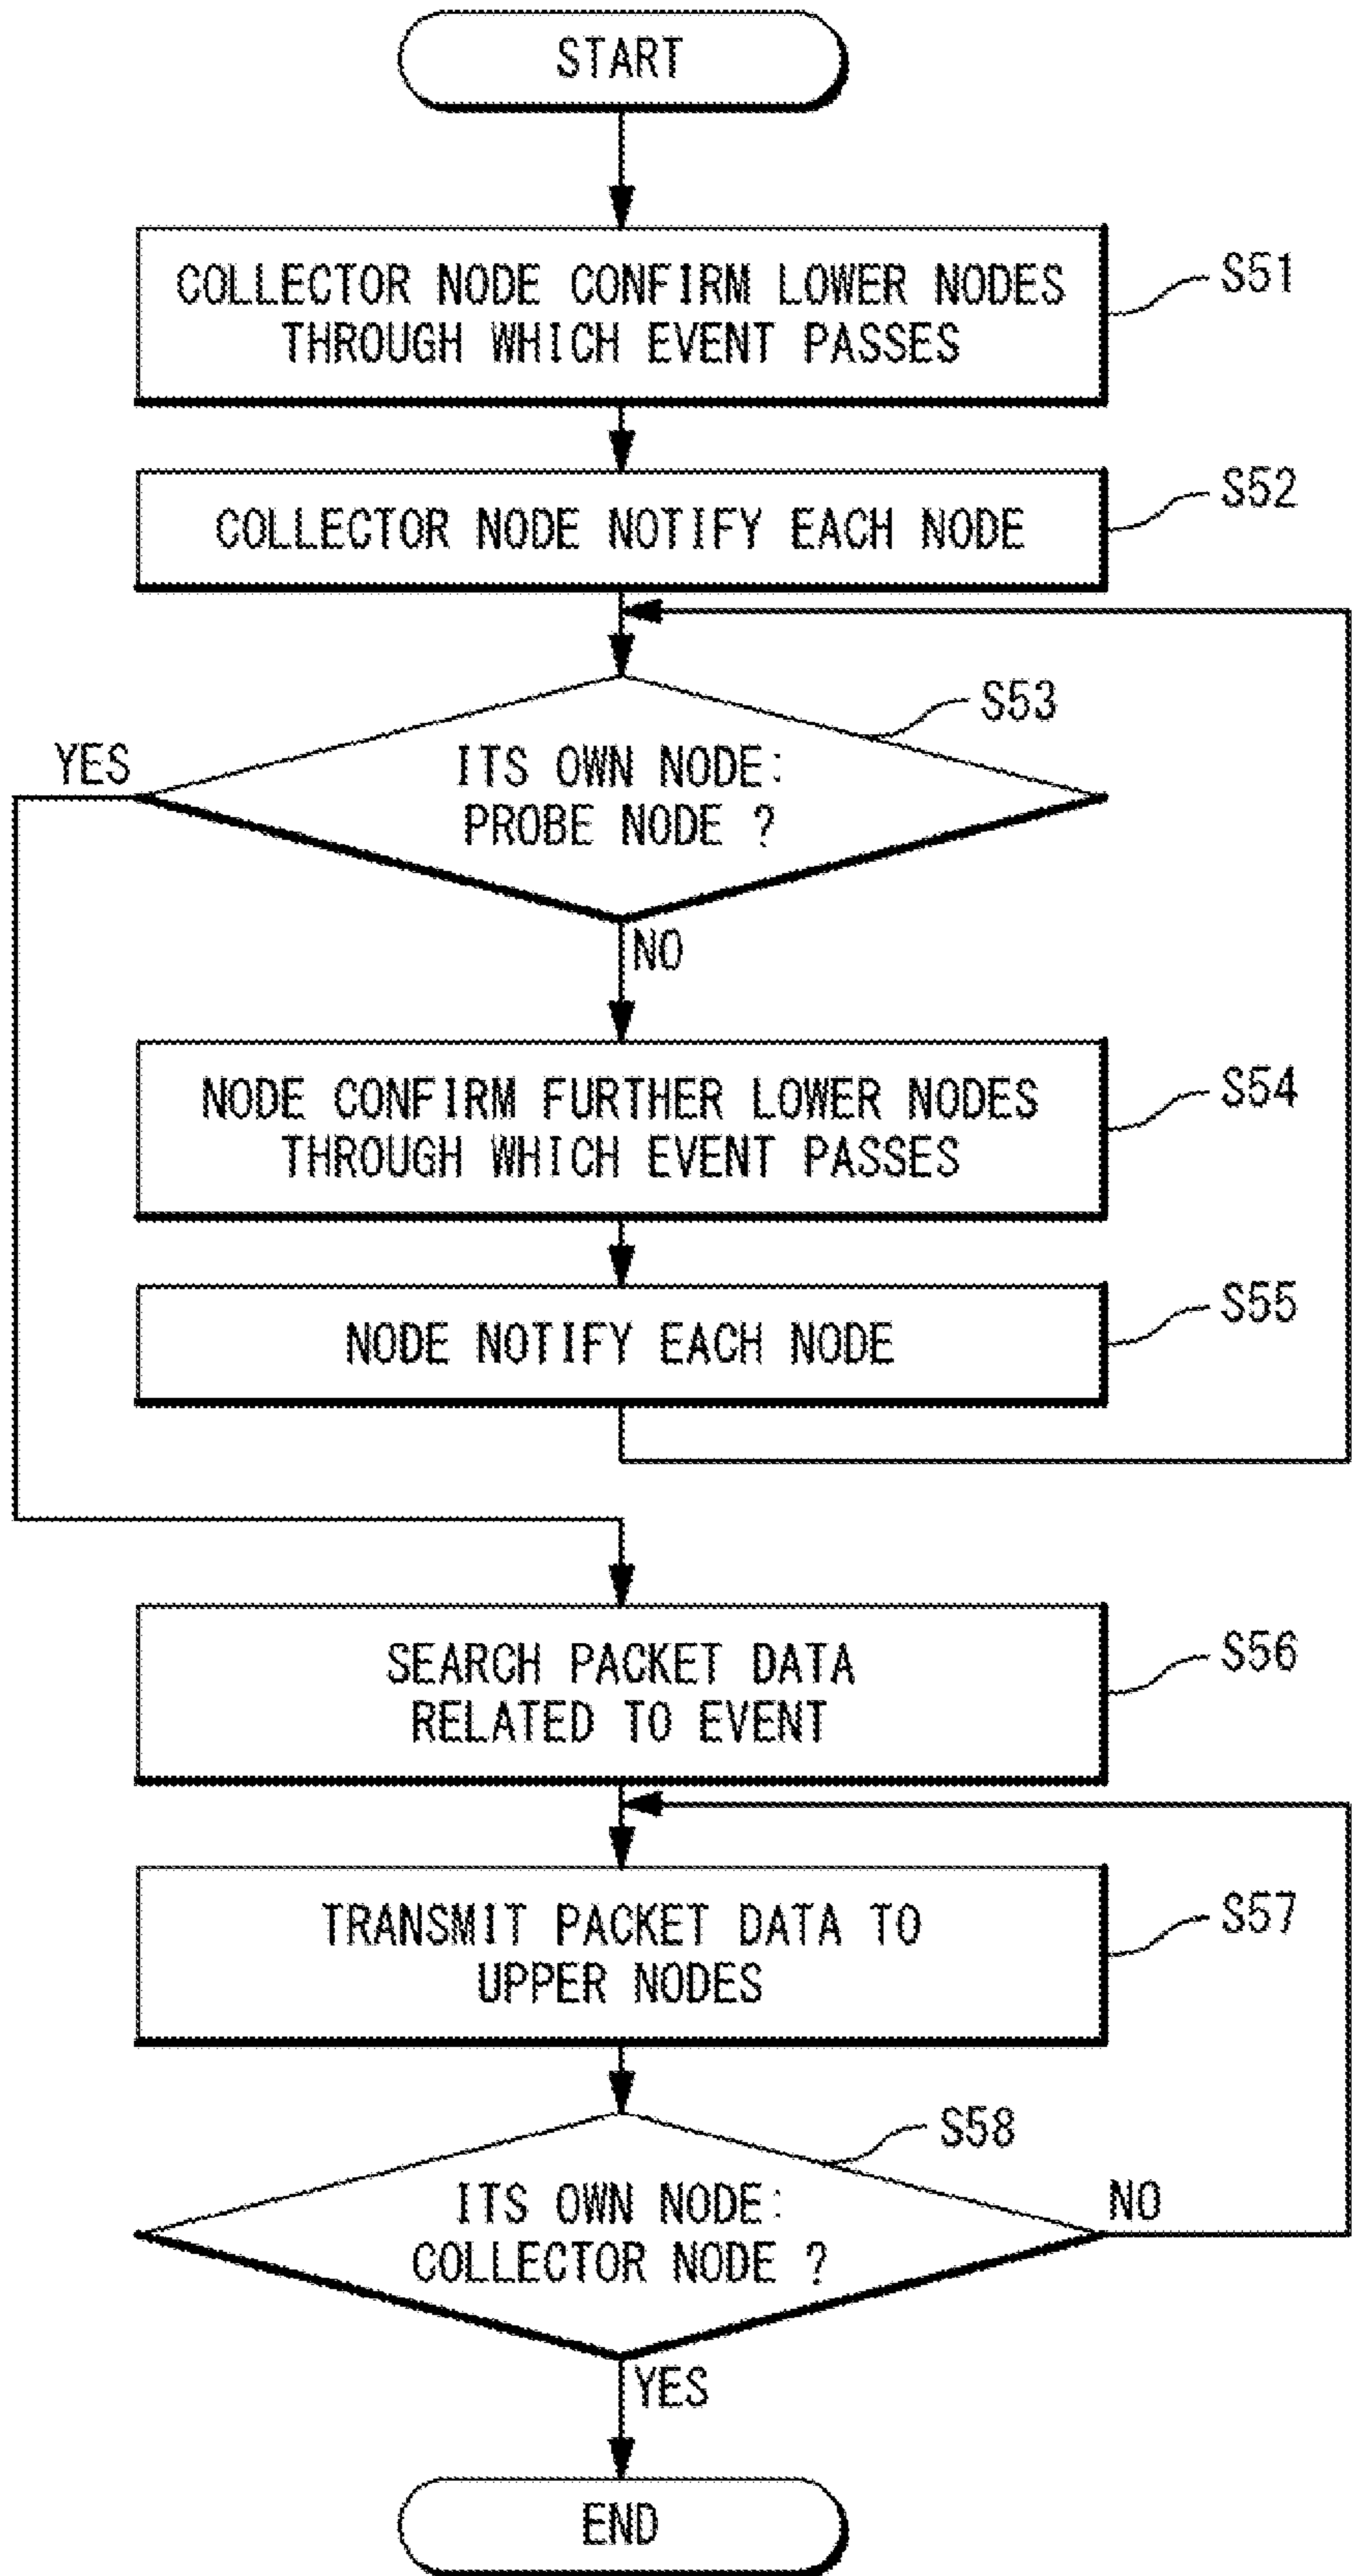 START
COLLECTOR NODE CONFIRM LOWER NODES
THROUGH WHICH EVENT PASSES
S51
COLLECTOR NODE NOTIFY EACH NODE
S52
ITS OWN NODE:
PROBE NODE ?
S53
YES
NO
NODE CONFIRM FURTHER LOWER NODES
THROUGH WHICH EVENT PASSES
S54
NODE NOTIFY EACH NODE
S55
SEARCH PACKET DATA
RELATED TO EVENT
S56
TRANSMIT PACKET DATA TO
UPPER NODES
S57
ITS OWN NODE:
COLLECTOR NODE ?
S58
NO
YES
END